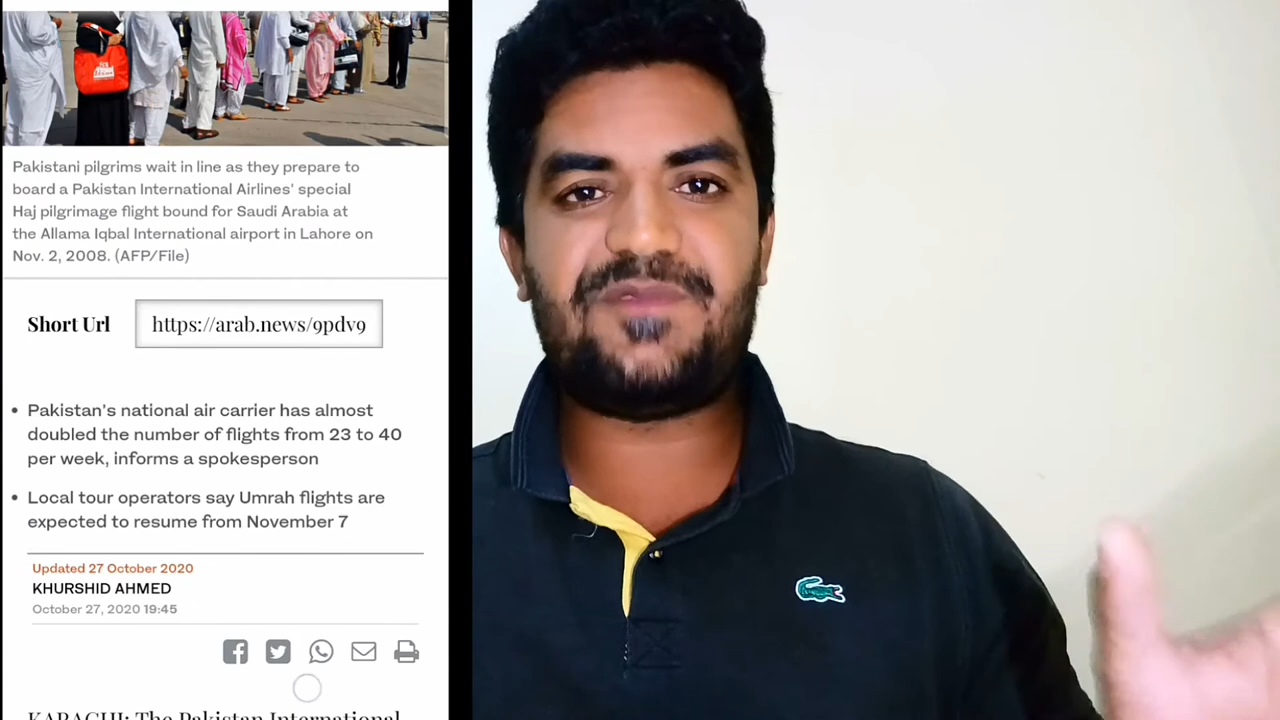 Pakistani pilgrims wait in line as they prepare to
board a Pakistan International Airlines' special
Haj pilgrimage flight bound for Saudi Arabia at
the Allama Iqbal International airport in Lahore on
Nov. 2, 2008. (AFP/File)
Short Url https://arab.news/9pdv9
• Pakistan's national air carrier has almost
doubled the number of flights from 23 to 40
per week, informs a spokesperson
• Local tour operators say Umrah flights are
expected to resume from November 7
Updated 27 October 2020
KHURSHID AHMED
October 27, 2020 19:45
KARACHI: The Pakistan International